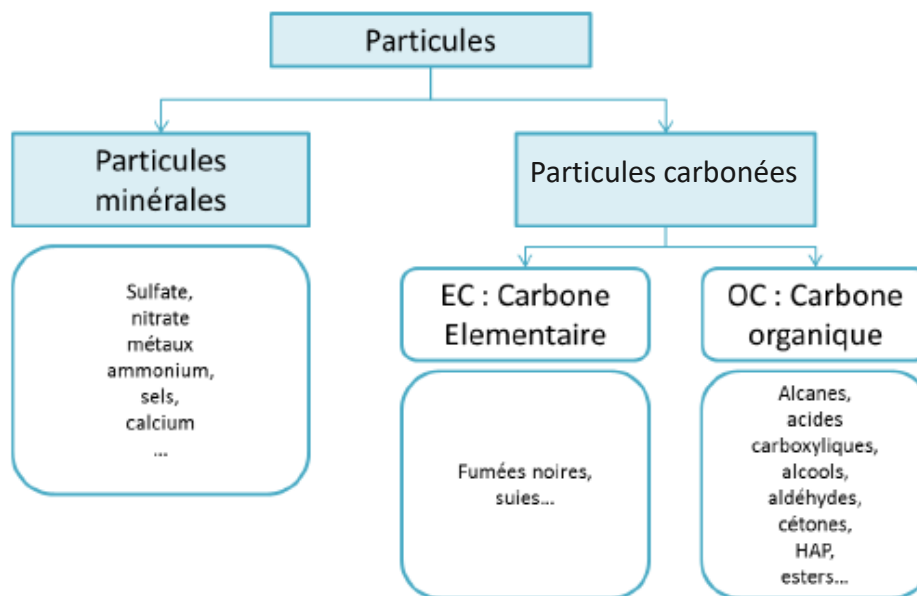 Particules
Particules
minérales
Particules carbonées
Sulfate,
nitrate
métaux
ammonium,
sels,
calcium
...
EC : Carbone
Elementaire
OC : Carbone
organique
Fumées noires,
suies...
Alcanes,
acides
carboxyliques,
alcools,
aldéhydes,
cétones,
HAP,
esters...